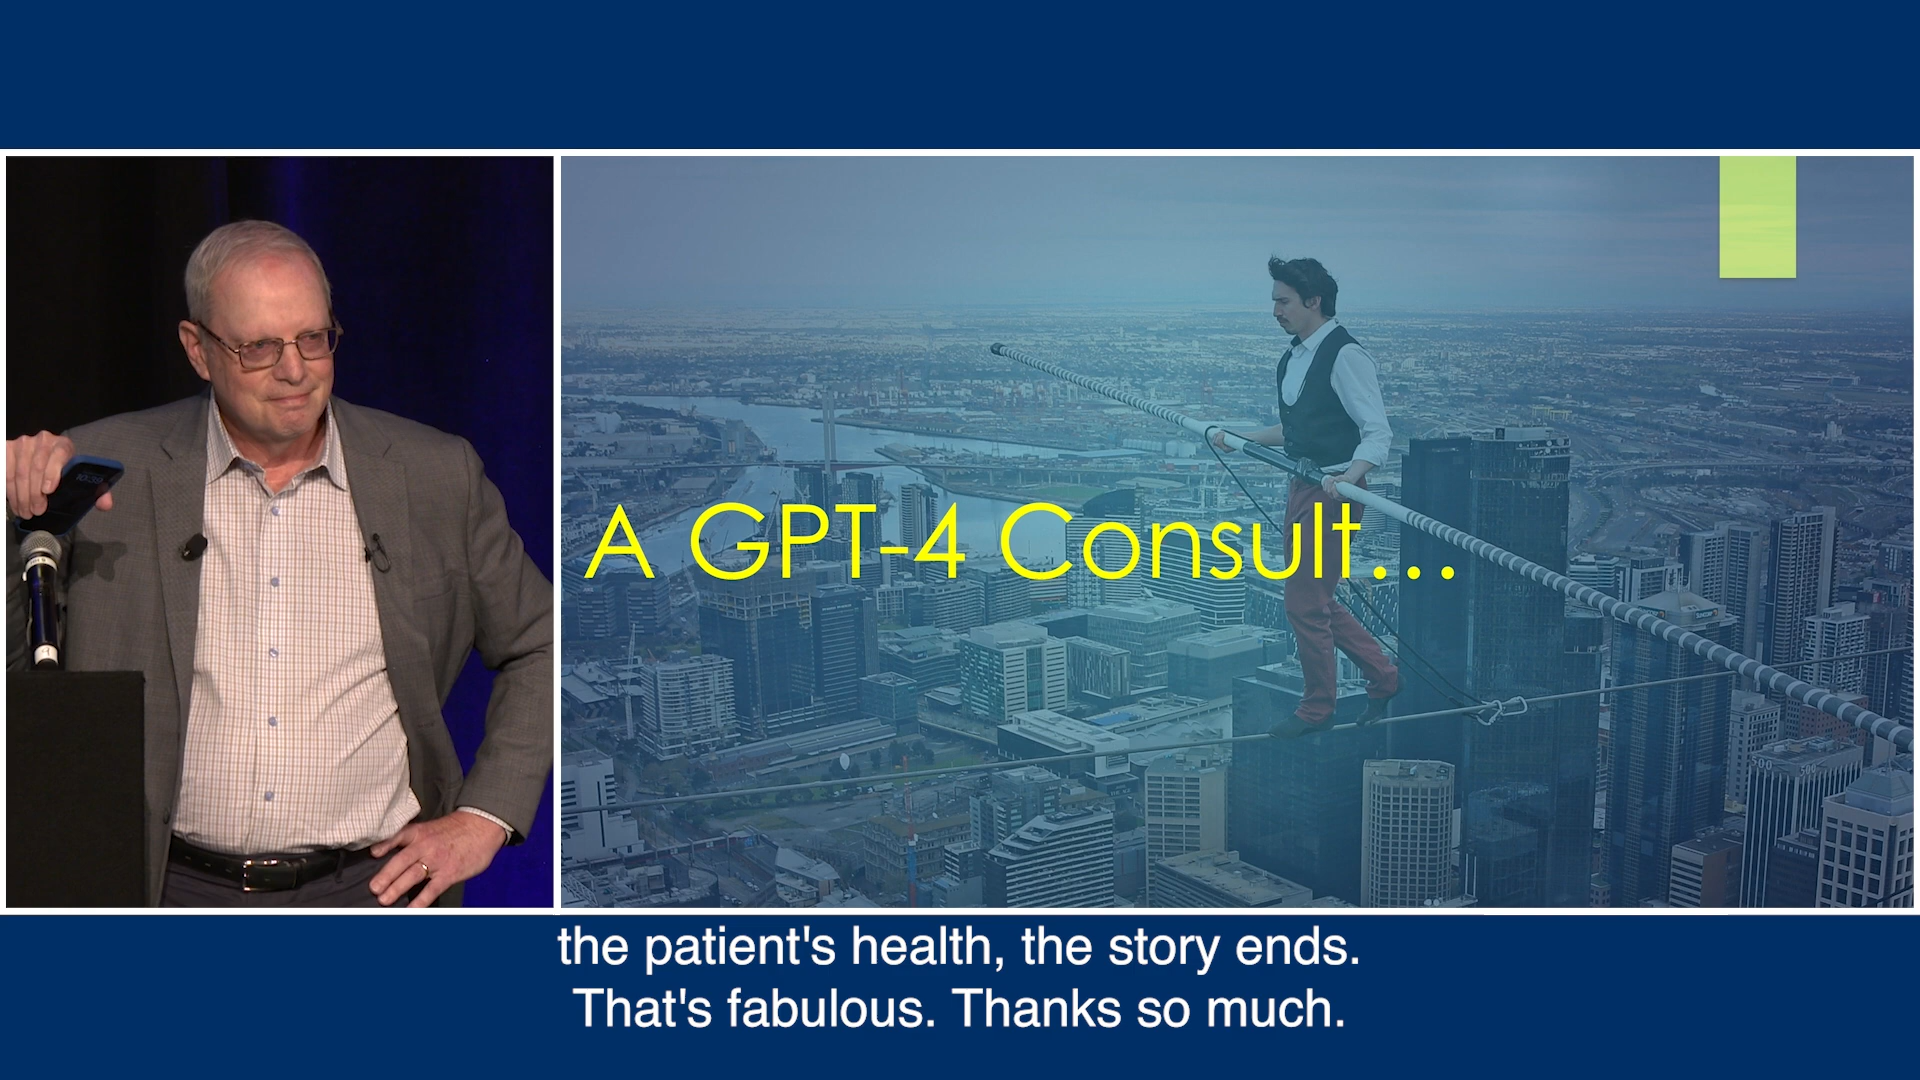 A GPT-4 Consult...
the patient's health, the story ends.
That's fabulous. Thanks so much.